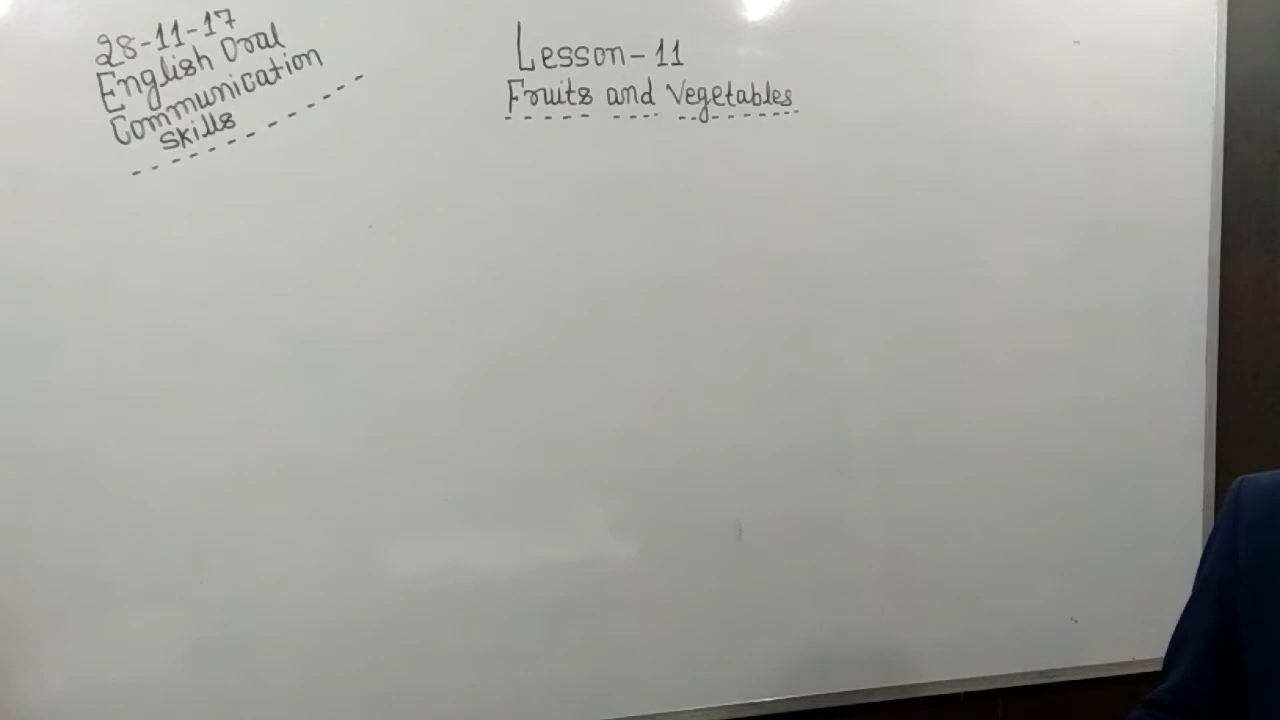 28-11-17
English Oral
Communication
Skills
Lesson-11
Fruits and Vegetables